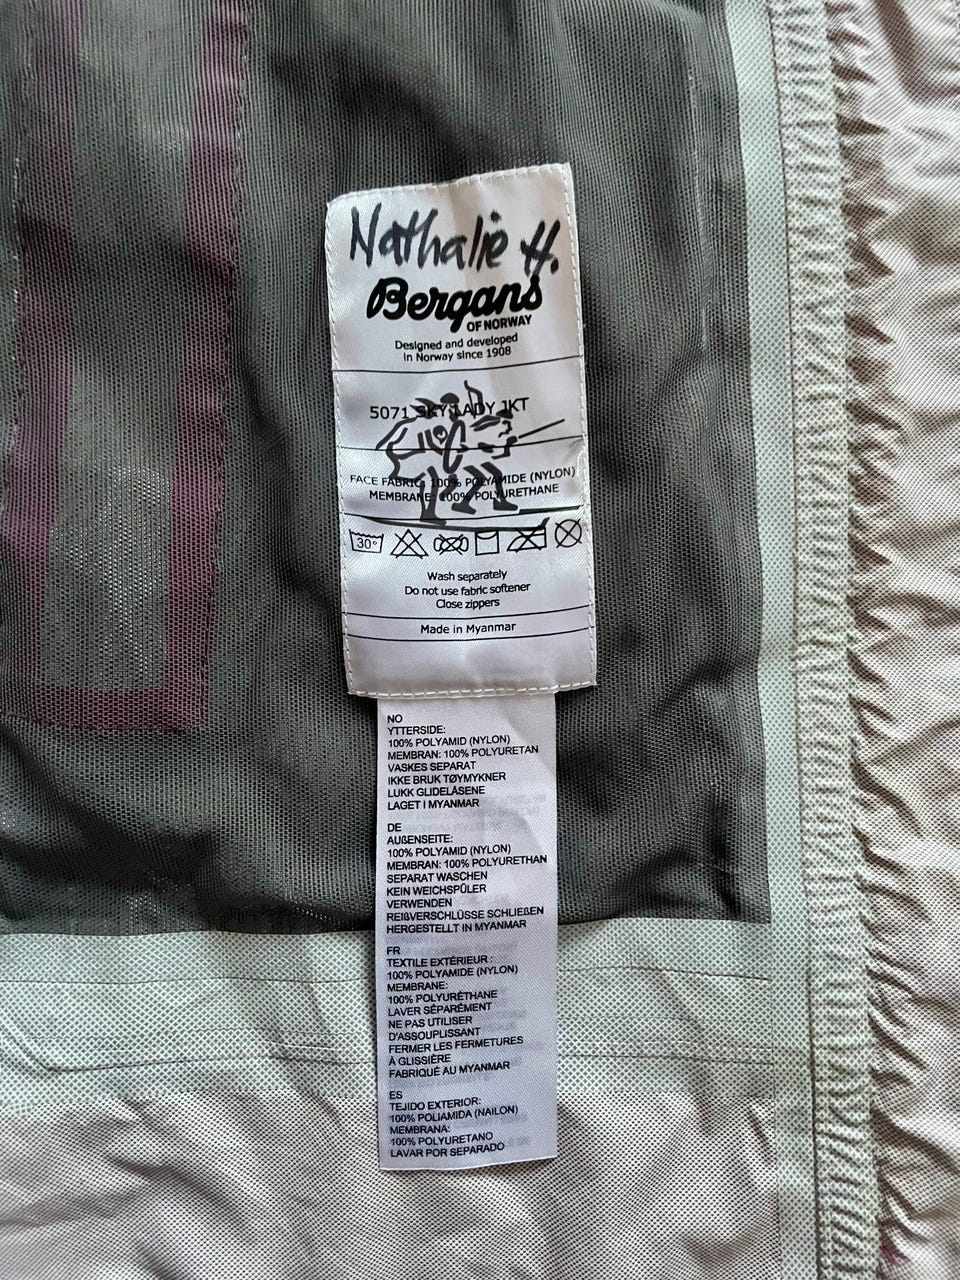 Nathalie H.
Bergans
OF NORWAY
Designed and developed
in Norway since 1908
5071 SKY LADY JKT
FACE FABRIC: 100% POLYAMIDE (NYLON)
MEMBRANE: 100% POLYURETHANE
30°
Wash separately
Do not use fabric softener
Close zippers
Made in Myanmar
NO
YTTERSIDE:
100% POLYAMID (NYLON)
MEMBRAN: 100% POLYURETAN
VASKES SEPARAT
IKKE BRUK TØYMYKNER
LUKK GLIDELÅSENE
LAGET I MYANMAR
DE
AUßENSEITE:
100% POLYAMID (NYLON)
MEMBRAN: 100% POLYURETHAN
SEPARAT WASCHEN
KEIN WEICHSPÜLER
VERWENDEN
REIßVERSCHLÜSSE SCHLIEßEN
HERGESTELLT IN MYANMAR
FR
TEXTILE EXTÉRIEUR :
100% POLYAMIDE (NYLON)
MEMBRANE:
100% POLYURÉTHANE
LAVER SÉPARÉMENT
NE PAS UTILISER
D'ASSOUPLISSANT
FERMER LES FERMETURES
À GLISSIÈRE
FABRIQUÉ AU MYANMAR
ES
TEJIDO EXTERIOR:
100% POLIAMIDA (NAILON)
MEMBRANA:
100% POLYURETANO
LAVAR POR SEPARADO